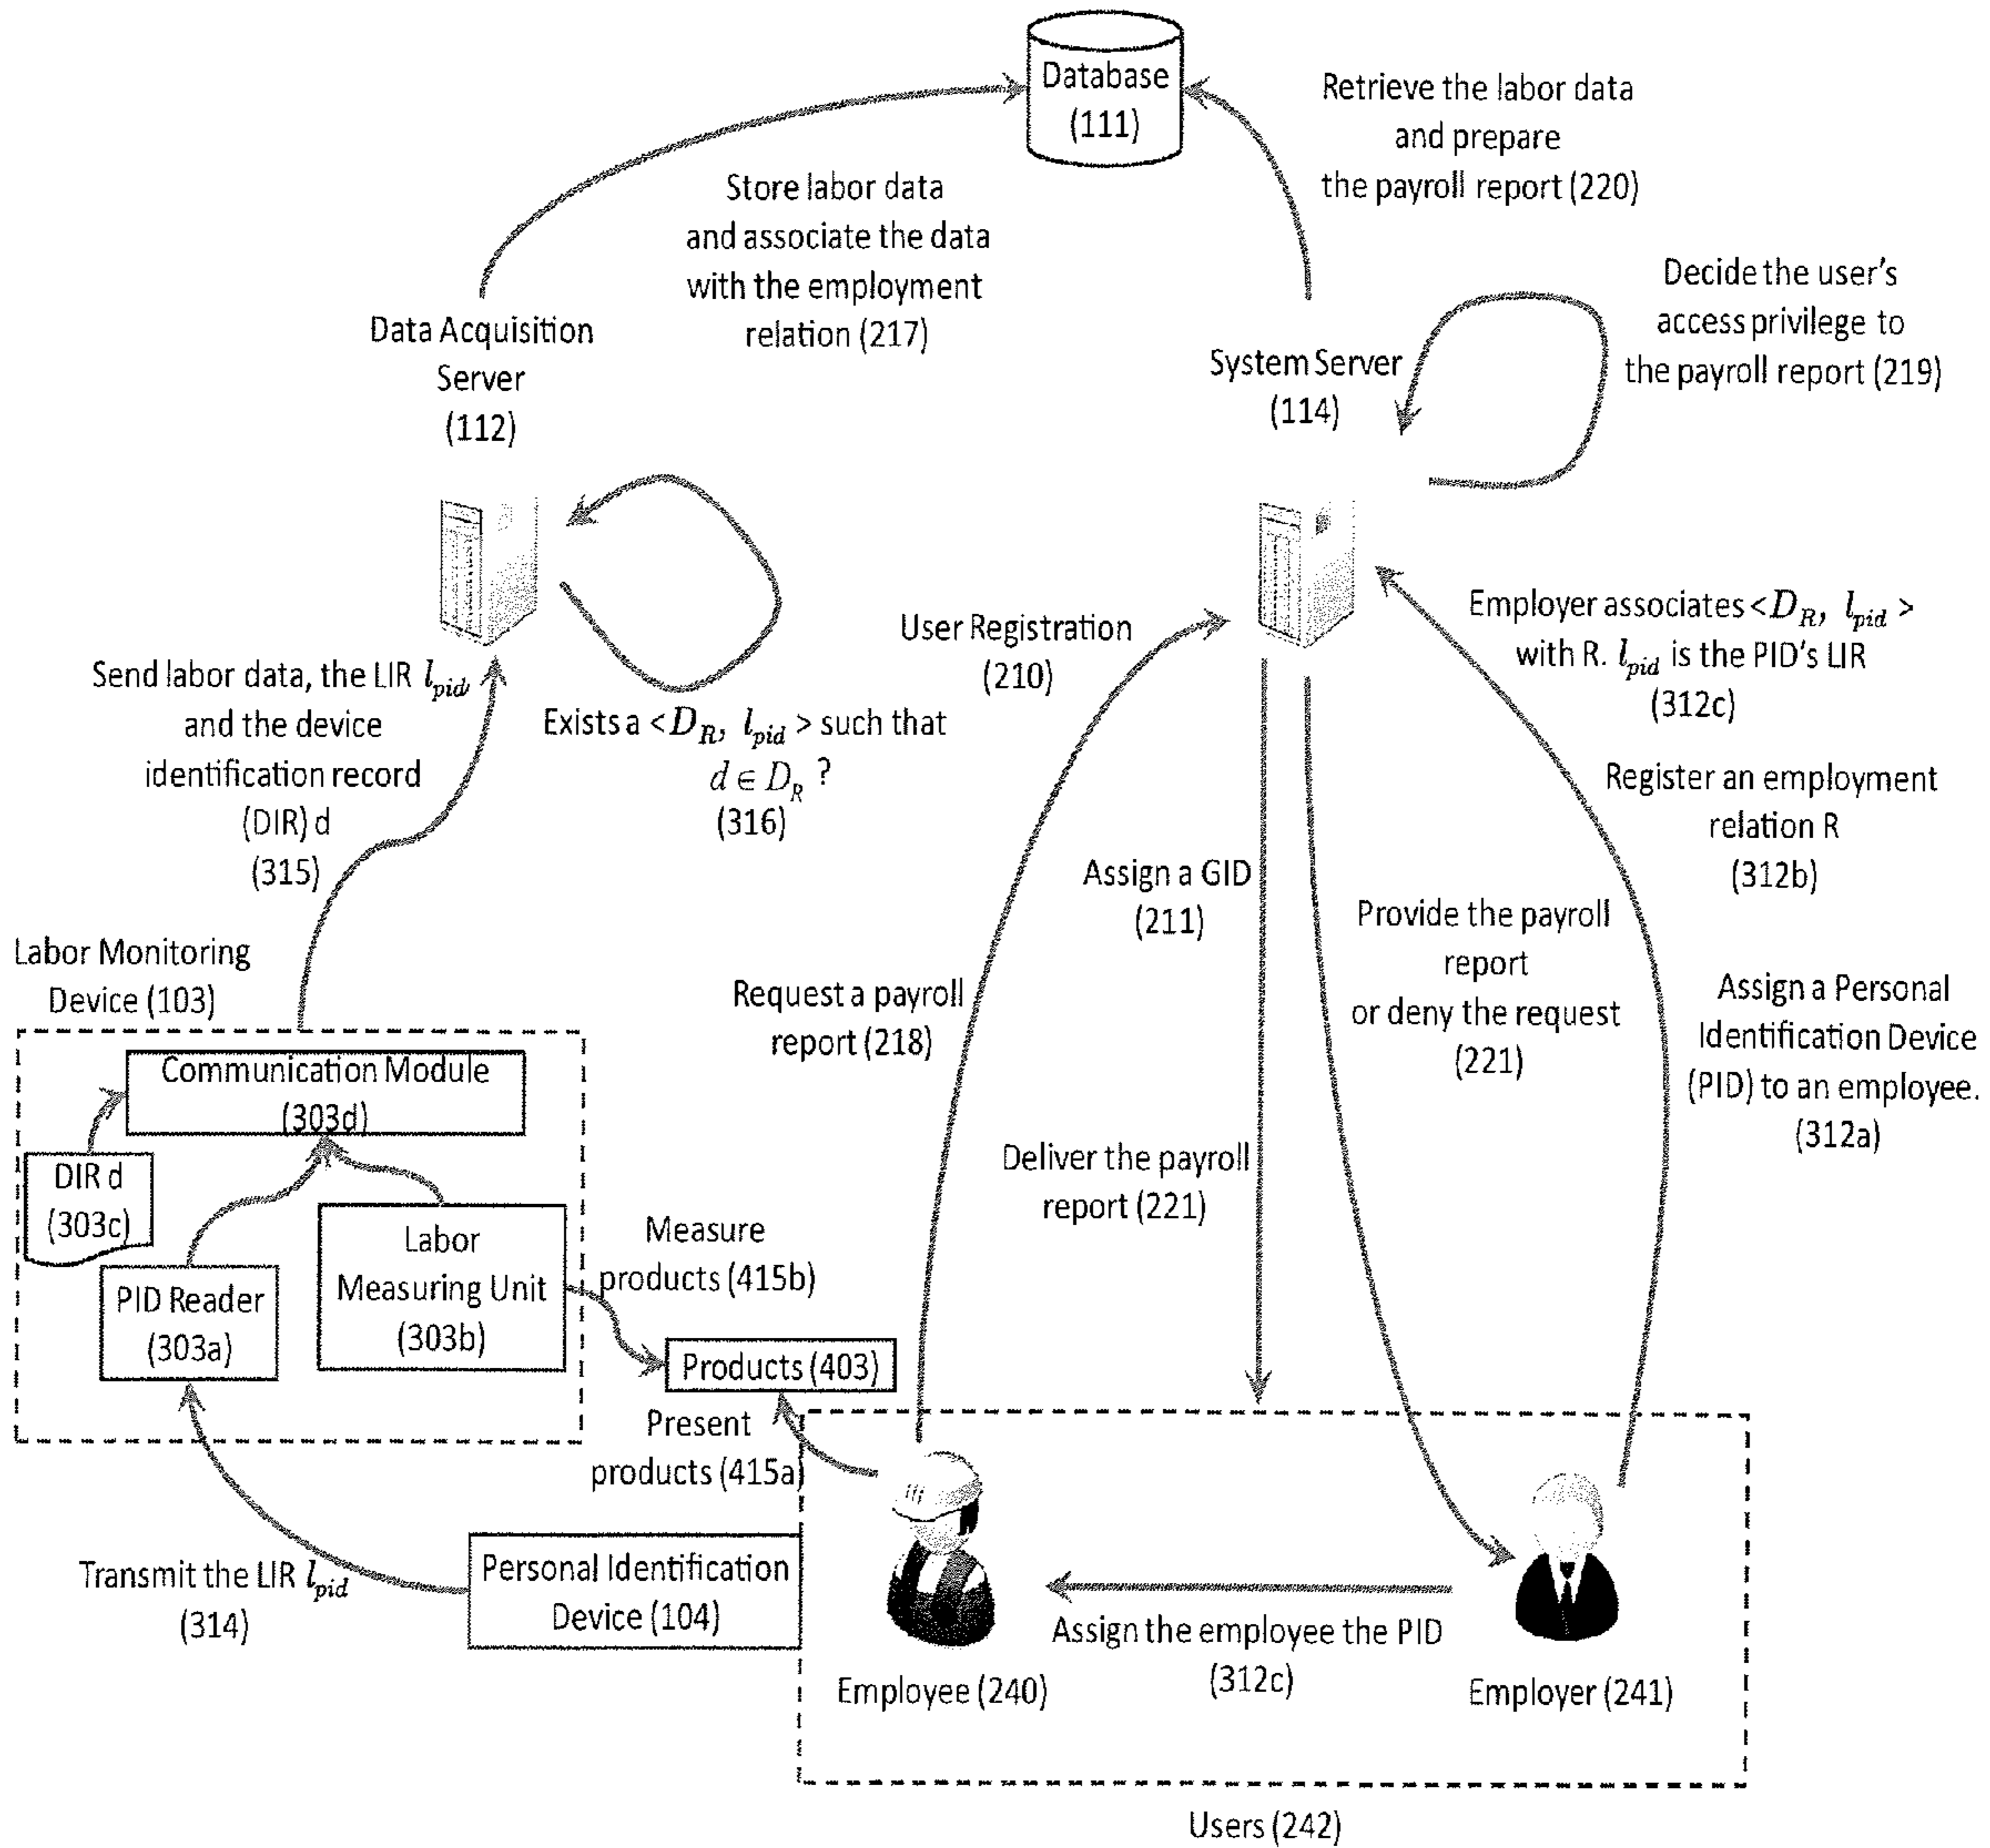 Database
(111)
Retrieve the labor data
and prepare
the payroll report (220)
Store labor data
and associate the data
with the employment
relation (217)
Decide the user's
access privilege to
the payroll report (219)
Data Acquisition
Server
(112)
System Server
(114)
User Registration
(210)
Employer associates <D_R, l_pid >
with R. l_pid is the PID's LIR
(312c)
Send labor data, the LIR l_pid,
and the device
identification record
(DIR) d
(315)
Exists a <D_R, l_pid > such that
d ∈ D_R ?
(316)
Register an employment
relation R
(312b)
Assign a GID
(211)
Provide the payroll
report
or deny the request
(221)
Labor Monitoring
Device (103)
Request a payroll
report (218)
Assign a Personal
Identification Device
(PID) to an employee.
(312a)
Communication Module
(303d)
DIR d
(303c)
PID Reader
(303a)
Labor
Measuring Unit
(303b)
Measure
products (415b)
Deliver the payroll
report (221)
Products (403)
Present
products (415a)
Transmit the LIR l_pid
(314)
Personal Identification
Device (104)
Assign the employee the PID
(312c)
Employee (240)
Employer (241)
Users (242)